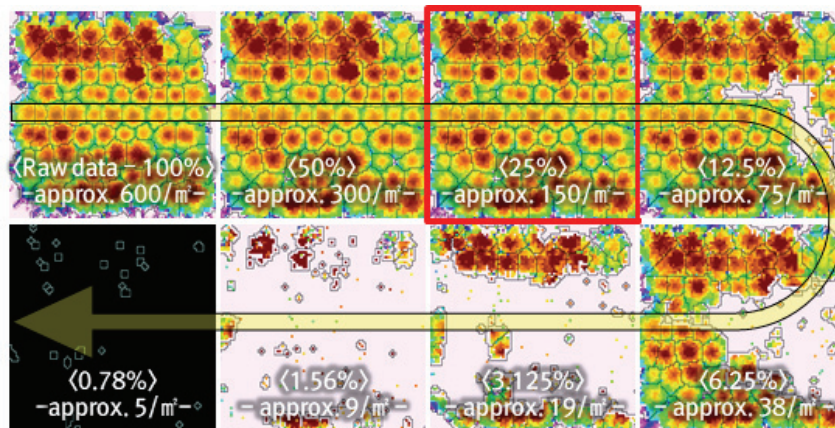 〈Raw data – 100%〉
–approx. 600/㎡–
〈50%〉
–approx. 300/㎡–
〈25%〉
–approx. 150/㎡–
〈12.5%〉
–approx. 75/㎡–
〈0.78%〉
–approx. 5/㎡–
〈1.56%〉
–approx. 9/㎡–
〈3.125%〉
–approx. 19/㎡–
〈6.25%〉
–approx. 38/㎡–